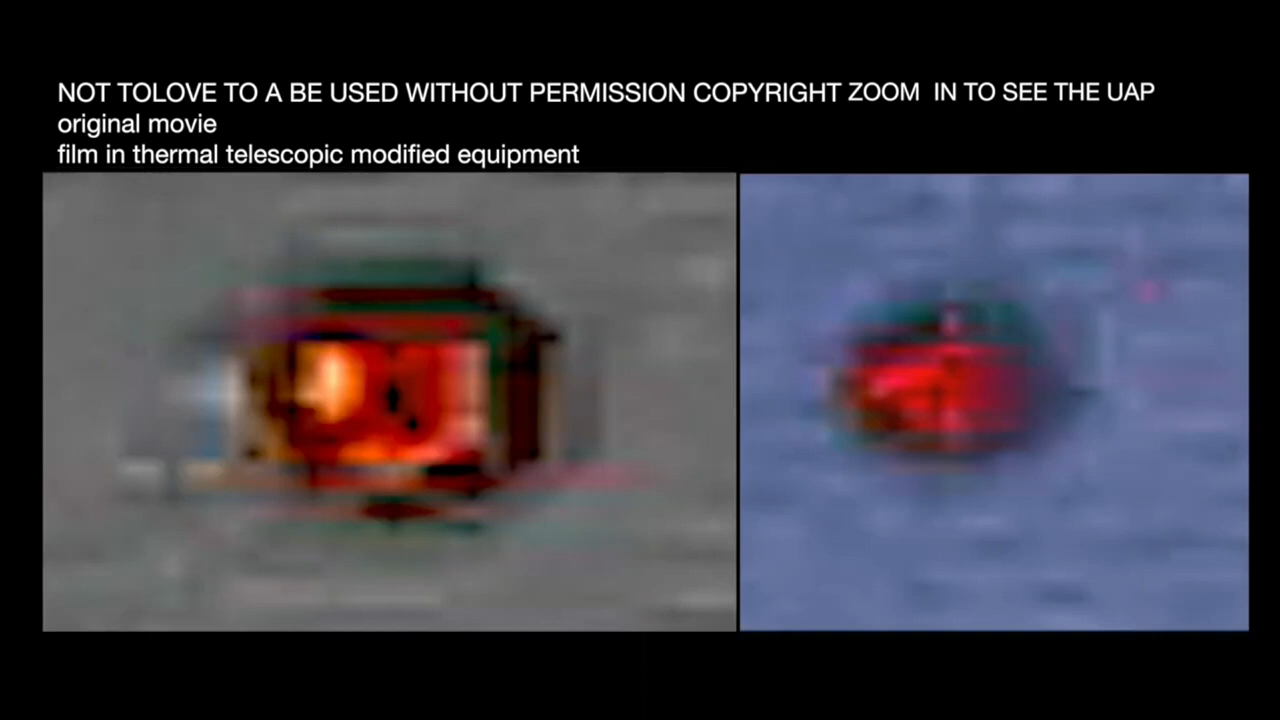 NOT TOLOVE TO A BE USED WITHOUT PERMISSION COPYRIGHT ZOOM IN TO SEE THE UAP
original movie
film in thermal telescopic modified equipment